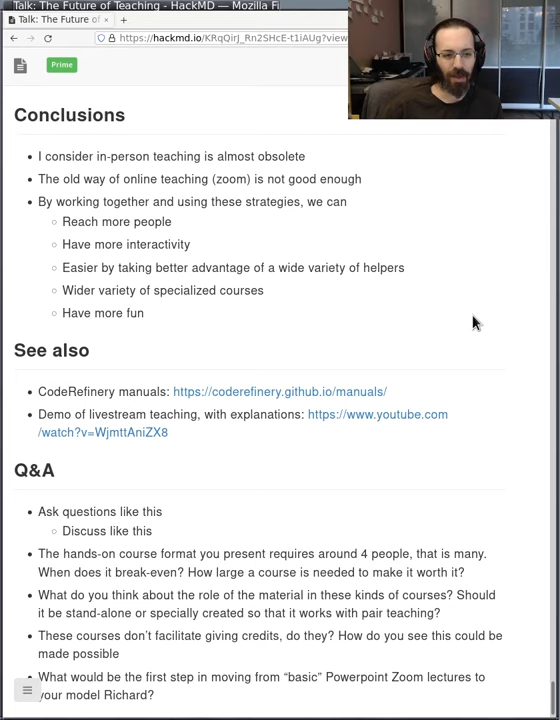 Talk: The Future of Teaching - HackMD — Mozilla Fi
Talk: The Future of
https://hackmd.io/KRqQirJ_Rn2SHcE-t1iAUg?view
Prime
Conclusions
I consider in-person teaching is almost obsolete
The old way of online teaching (zoom) is not good enough
By working together and using these strategies, we can
Reach more people
Have more interactivity
Easier by taking better advantage of a wide variety of helpers
Wider variety of specialized courses
Have more fun
See also
CodeRefinery manuals: https://coderefinery.github.io/manuals/
Demo of livestream teaching, with explanations: https://www.youtube.com
/watch?v=WjmttAniZX8
Q&A
Ask questions like this
Discuss like this
The hands-on course format you present requires around 4 people, that is many.
When does it break-even? How large a course is needed to make it worth it?
What do you think about the role of the material in these kinds of courses? Should
it be stand-alone or specially created so that it works with pair teaching?
These courses don't facilitate giving credits, do they? How do you see this could be
made possible
What would be the first step in moving from “basic” Powerpoint Zoom lectures to
your model Richard?